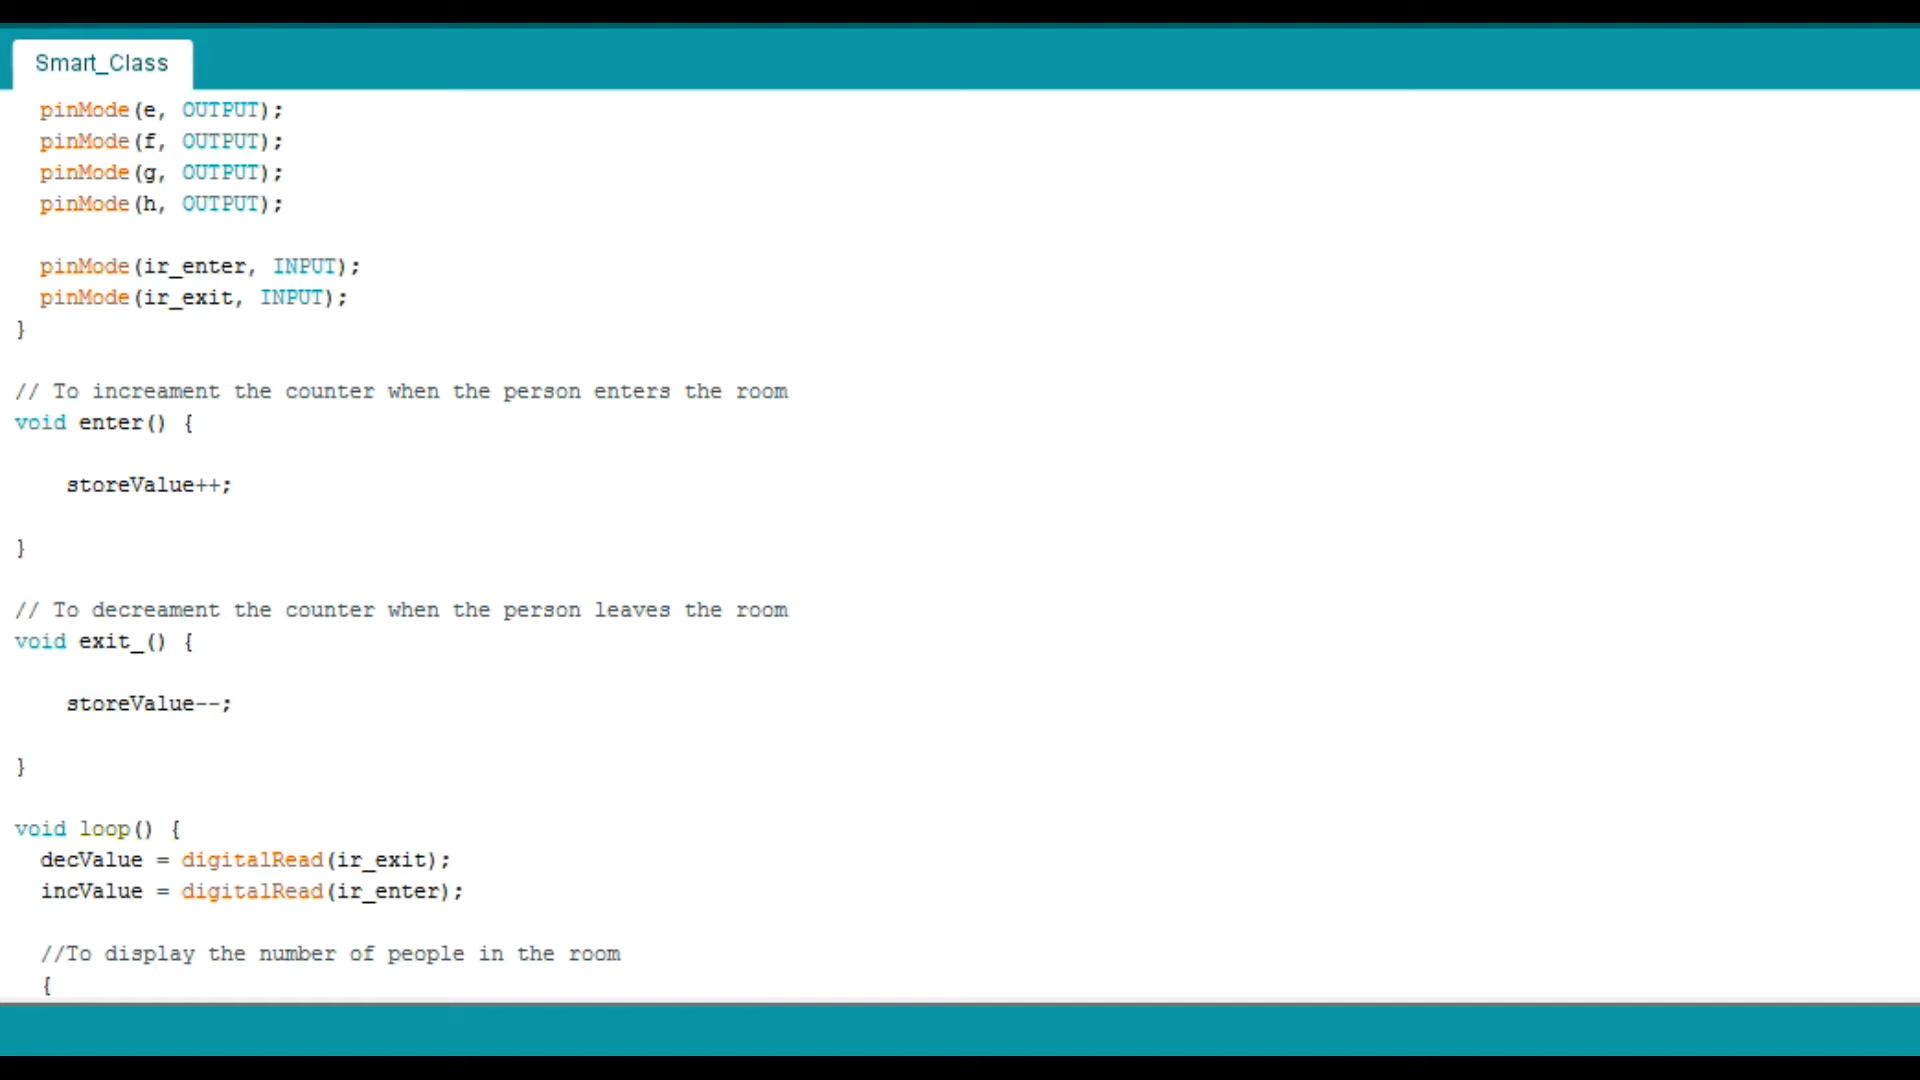 Smart_Class
pinMode(e, OUTPUT);
pinMode(f, OUTPUT);
pinMode(g, OUTPUT);
pinMode(h, OUTPUT);
pinMode(ir_enter, INPUT);
pinMode(ir_exit, INPUT);
}
// To increament the counter when the person enters the room
void enter() {
storeValue++;
}
// To decreament the counter when the person leaves the room
void exit_() {
storeValue--;
}
void loop() {
decValue = digitalRead(ir_exit);
incValue = digitalRead(ir_enter);
//To display the number of people in the room
{